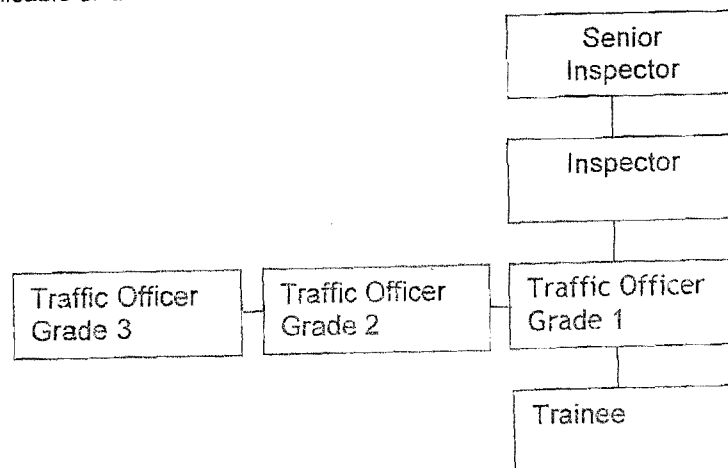 Senior
Inspector
Inspector
Traffic Officer
Grade 3
Traffic Officer
Grade 2
Traffic Officer
Grade 1
Trainee